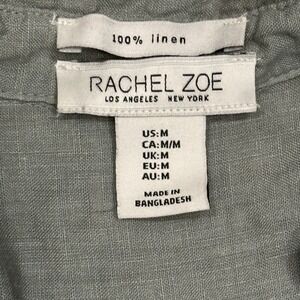 100% linen
RACHEL ZOE
LOS ANGELES NEW YORK
US:M
CA:M/M
UK:M
EU:M
AU:M
MADE IN
BANGLADESH